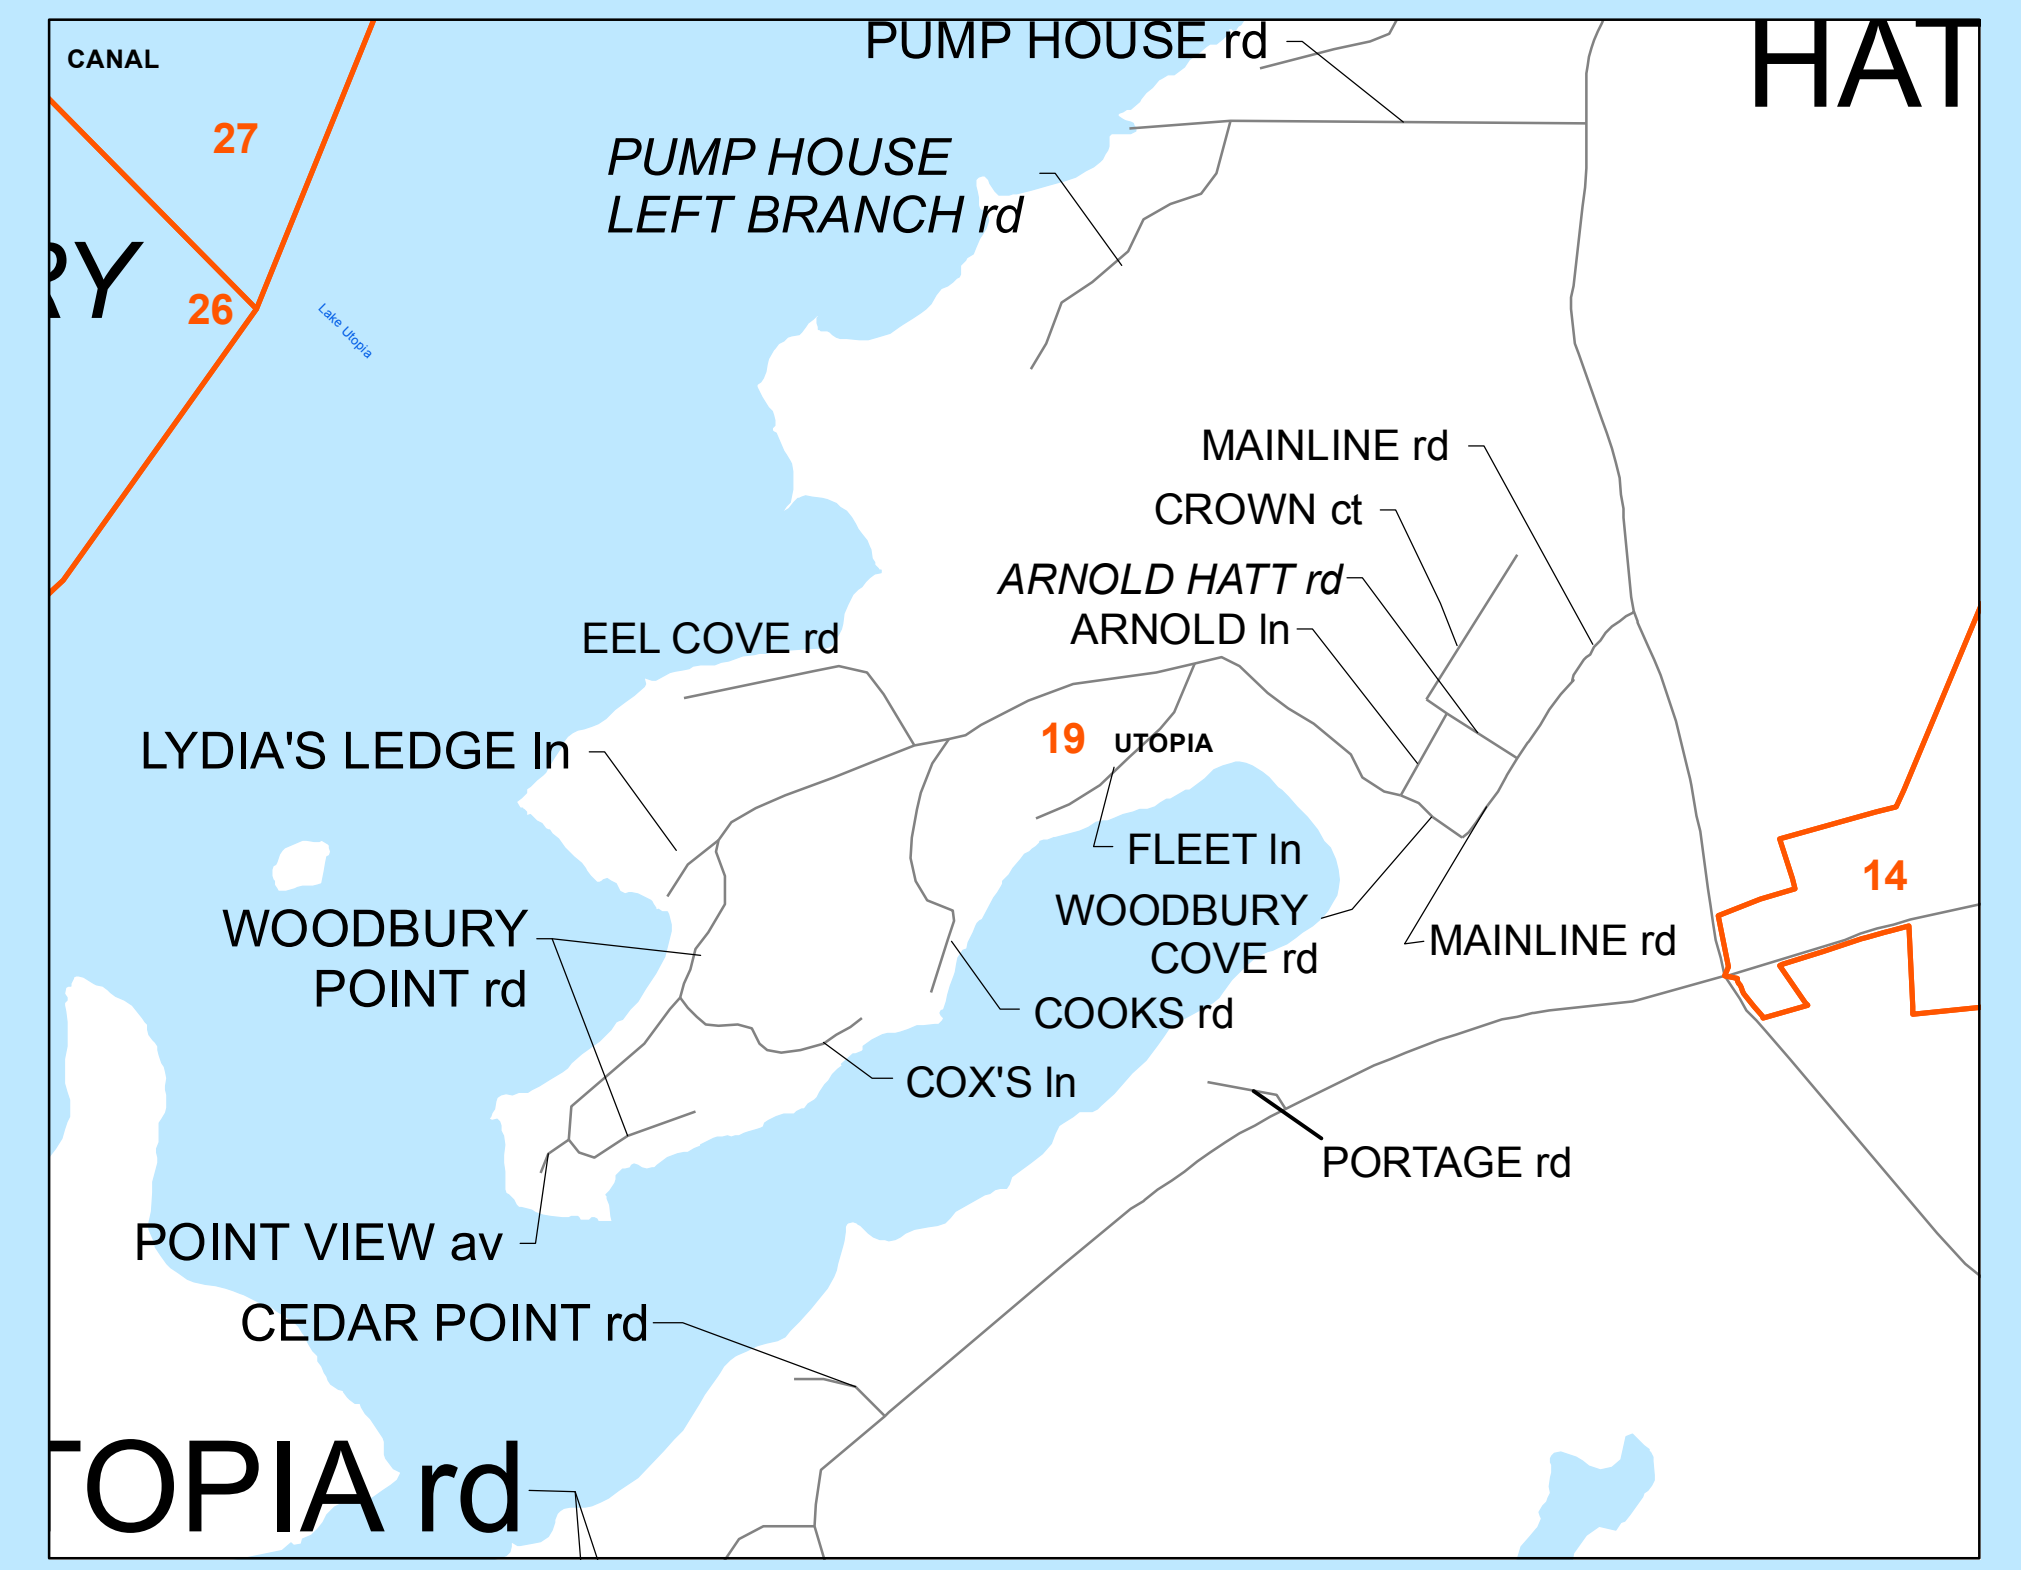 PUMP HOUSE rd
HAT
CANAL
27
PUMP HOUSE
LEFT BRANCH rd
RY
26
Lake Utopia
MAINLINE rd
CROWN ct
ARNOLD HATT rd
ARNOLD ln
EEL COVE rd
LYDIA'S LEDGE ln
19
UTOPIA
FLEET ln
14
WOODBURY
COVE rd
MAINLINE rd
WOODBURY
POINT rd
COOKS rd
COX'S ln
PORTAGE rd
POINT VIEW av
CEDAR POINT rd
TOPIA rd